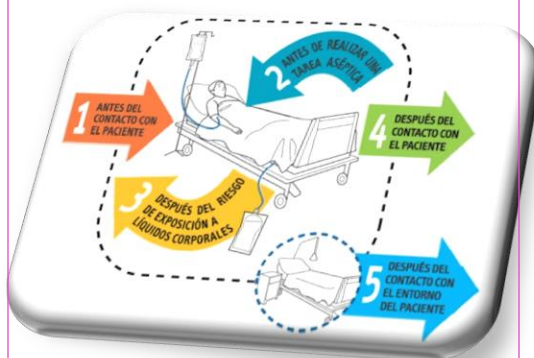 1
ANTES DEL
CONTACTO CON
EL PACIENTE
2
ANTES DE REALIZAR UNA
TAREA ASÉPTICA
3
DESPUÉS DEL RIESGO
DE EXPOSICIÓN A
LÍQUIDOS CORPORALES
4
DESPUÉS DEL
CONTACTO CON
EL PACIENTE
5
DESPUÉS DEL
CONTACTO CON
EL ENTORNO
DEL PACIENTE